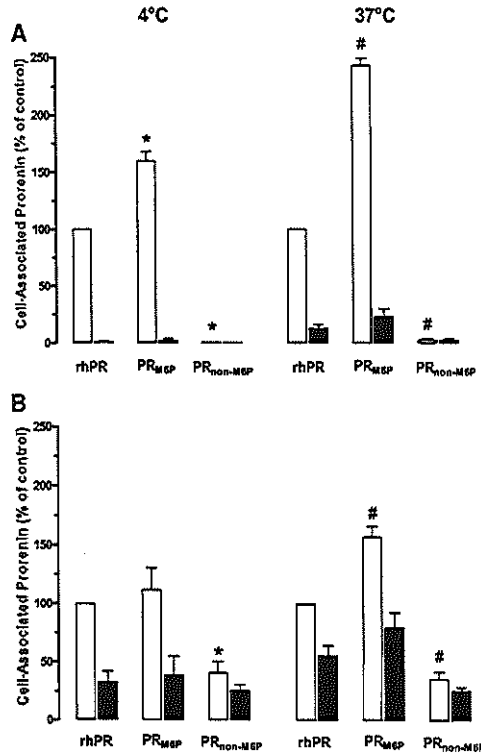 4°C 37°C
A
Cell-Associated Prorenin (% of control)
250
200
150
100
50
0
* * # #
rhPR PRM6P PRnon-M6P rhPR PRM6P PRnon-M6P
B
Cell-Associated Prorenin (% of control)
250
200
150
100
50
0
* # #
rhPR PRM6P PRnon-M6P rhPR PRM6P PRnon-M6P